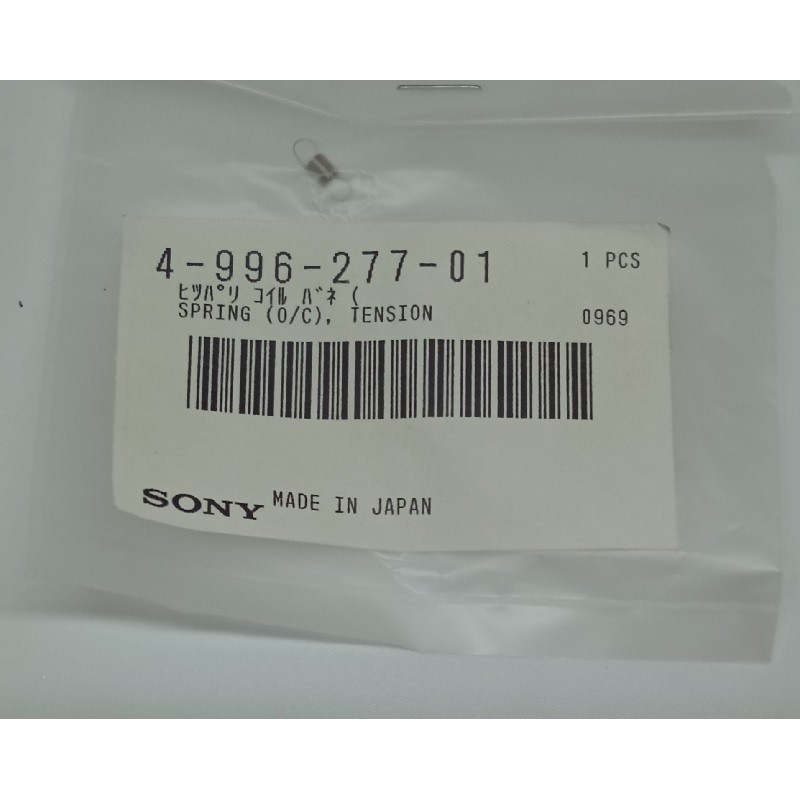 4-996-277-01 1 PCS
ﾋﾂﾊﾟﾘ ｺｲﾙ ﾊﾞﾈ (
SPRING (O/C), TENSION 0969
SONY MADE IN JAPAN